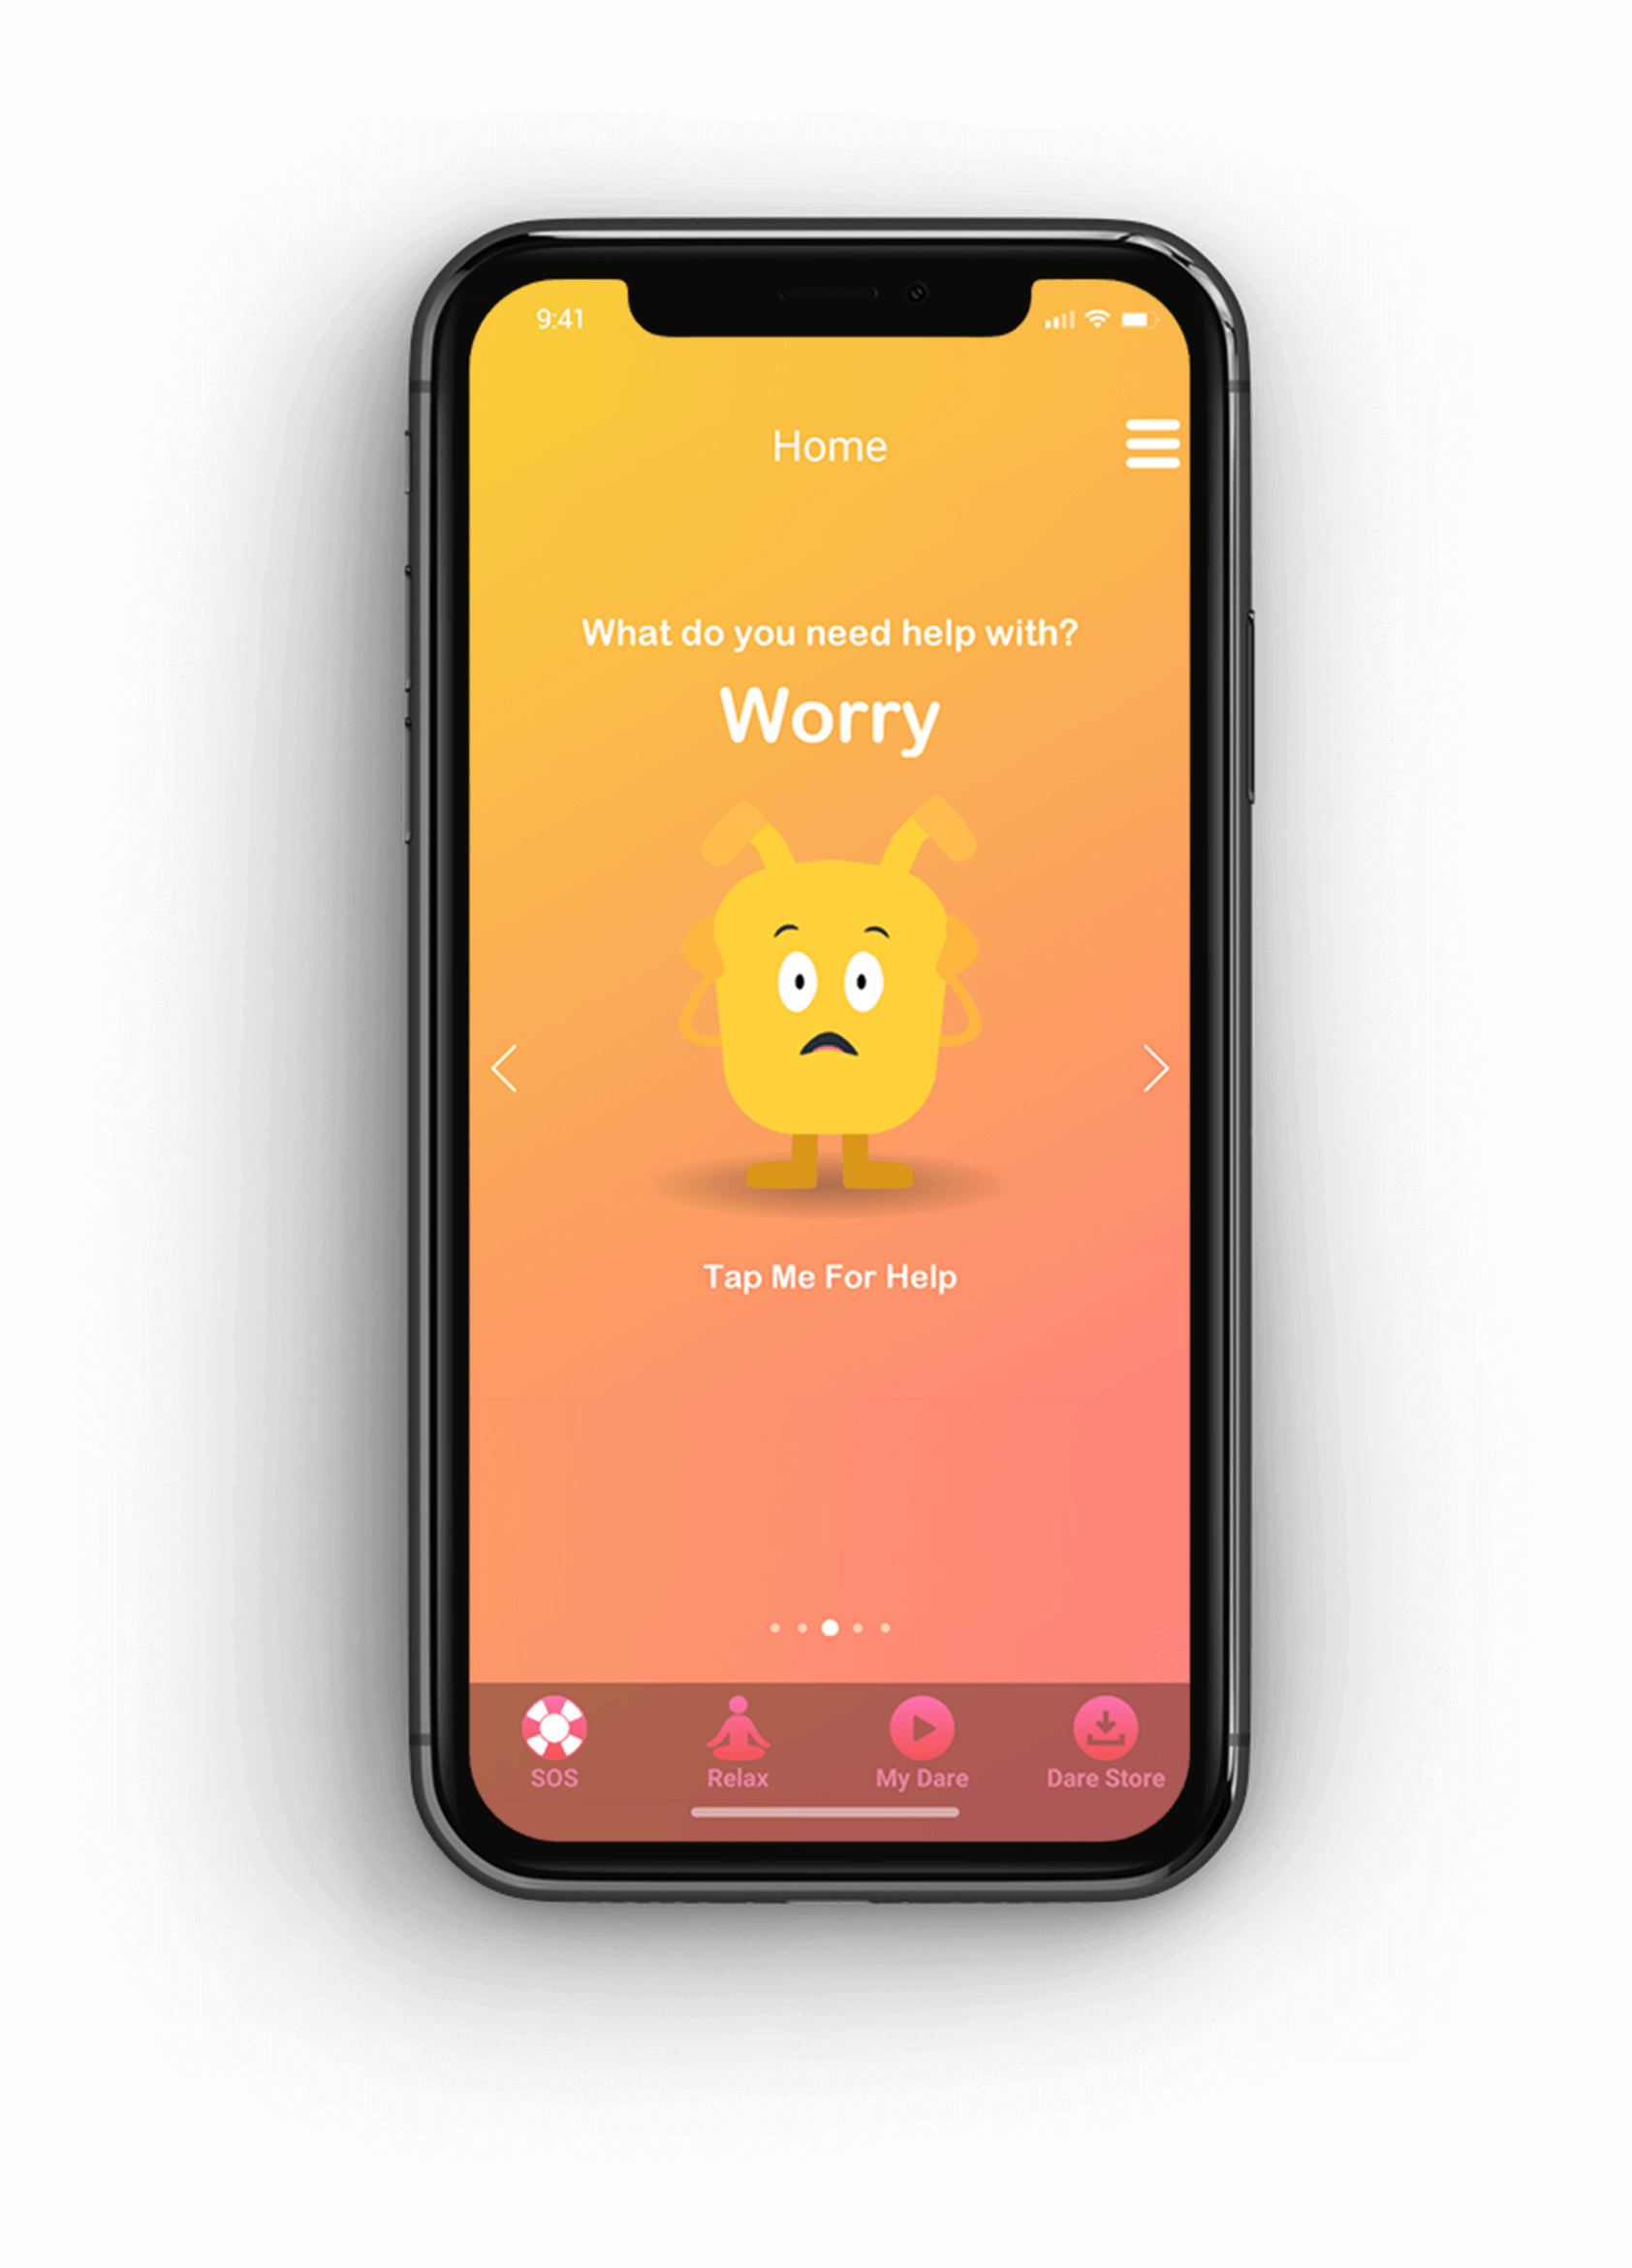 9:41
Home
What do you need help with?
Worry
Tap Me For Help
SOS
Relax
My Dare
Dare Store